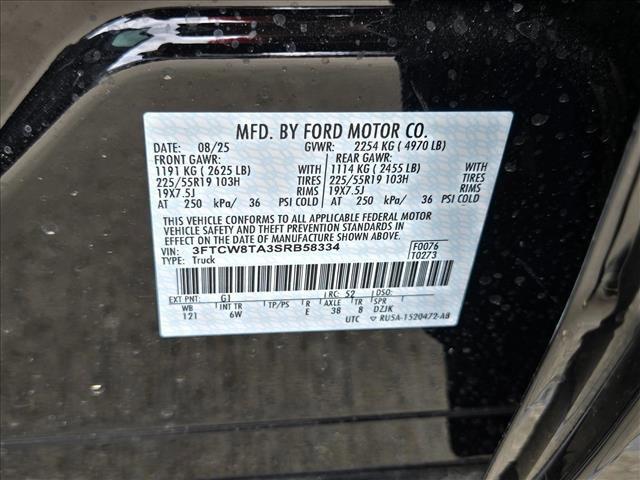 MFD. BY FORD MOTOR CO.
DATE: 08/25 GVWR: 2254 KG ( 4970 LB)
FRONT GAWR: REAR GAWR:
1191 KG ( 2625 LB) WITH 1114 KG ( 2455 LB) WITH
225/55R19 103H TIRES 225/55R19 103H TIRES
19X7.5J RIMS 19X7.5J RIMS
AT 250 kPa/ 36 PSI COLD AT 250 kPa/ 36 PSI COLD
THIS VEHICLE CONFORMS TO ALL APPLICABLE FEDERAL MOTOR
VEHICLE SAFETY AND THEFT PREVENTION STANDARDS IN EFFECT ON THE
DATE OF MANUFACTURE SHOWN ABOVE.
VIN: 3FTCW8TA3SRB58334 F0076
TYPE: Truck T0273
EXT PNT: G1 RC: 52 DSO:
WB INT TR TP/PS R AXLE TR SPR
121 6W E 38 8 DZJK
UTC ▽ RU5A-1520472-AB